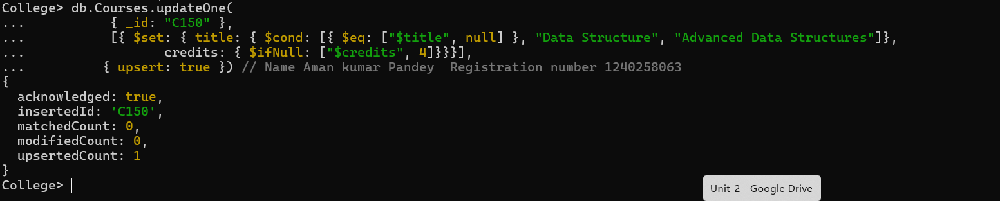 College> db.Courses.updateOne(
...           { _id: "C150" },
...           [{ $set: { title: { $cond: [{ $eq: ["$title", null] }, "Data Structure", "Advanced Data Structures"]},
...                  credits: { $ifNull: ["$credits", 4]}}}],
...          { upsert: true }) // Name Aman kumar Pandey  Registration number 1240258063
{
  acknowledged: true,
  insertedId: 'C150',
  matchedCount: 0,
  modifiedCount: 0,
  upsertedCount: 1
}
College>
Unit-2 - Google Drive